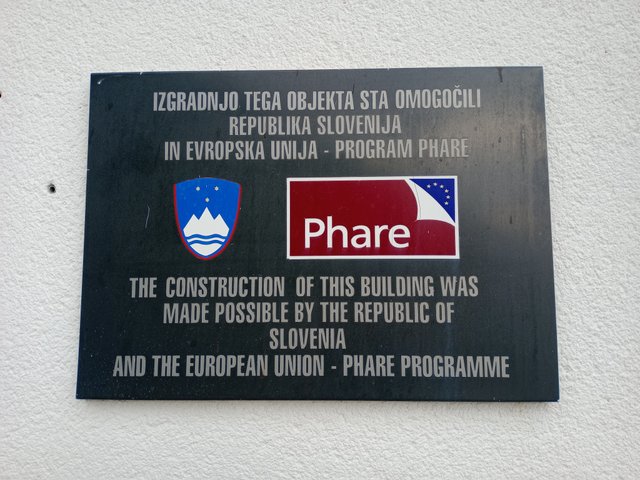 IZGRADNJO TEGA OBJEKTA STA OMOGOČILI
REPUBLIKA SLOVENIJA
IN EVROPSKA UNIJA - PROGRAM PHARE
Phare
THE CONSTRUCTION OF THIS BUILDING WAS
MADE POSSIBLE BY THE REPUBLIC OF
SLOVENIA
AND THE EUROPEAN UNION - PHARE PROGRAMME